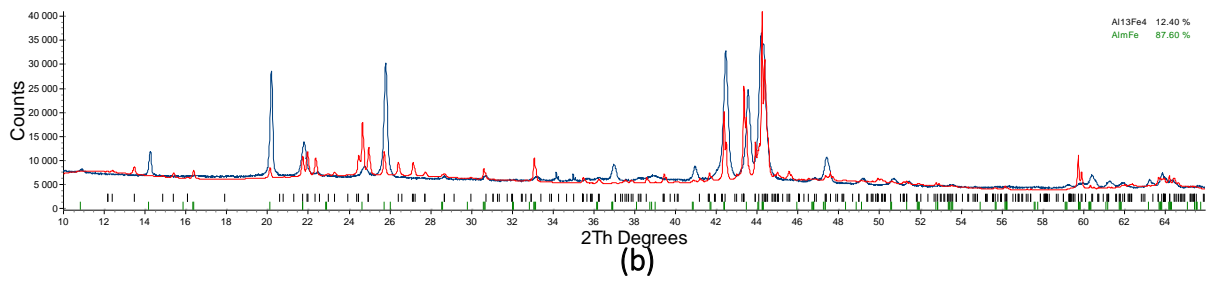 40 000
35 000
30 000
25 000
20 000
15 000
10 000
5 000
0
Counts
Al13Fe4 12.40 %
AlmFe 87.60 %
10 12 14 16 18 20 22 24 26 28 30 32 34 36 38 40 42 44 46 48 50 52 54 56 58 60 62 64
2Th Degrees
(b)